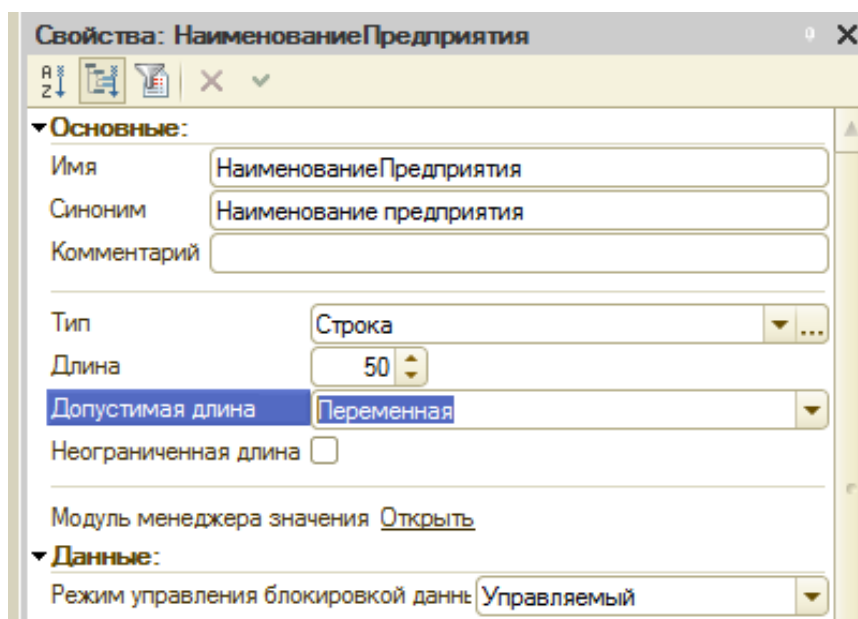 Свойства: НаименованиеПредприятия
Основные:
Имя НаименованиеПредприятия
Синоним Наименование предприятия
Комментарий
Тип Строка ...
Длина 50
Допустимая длина Переменная
Неограниченная длина
Модуль менеджера значения Открыть
Данные:
Режим управления блокировкой данны Управляемый